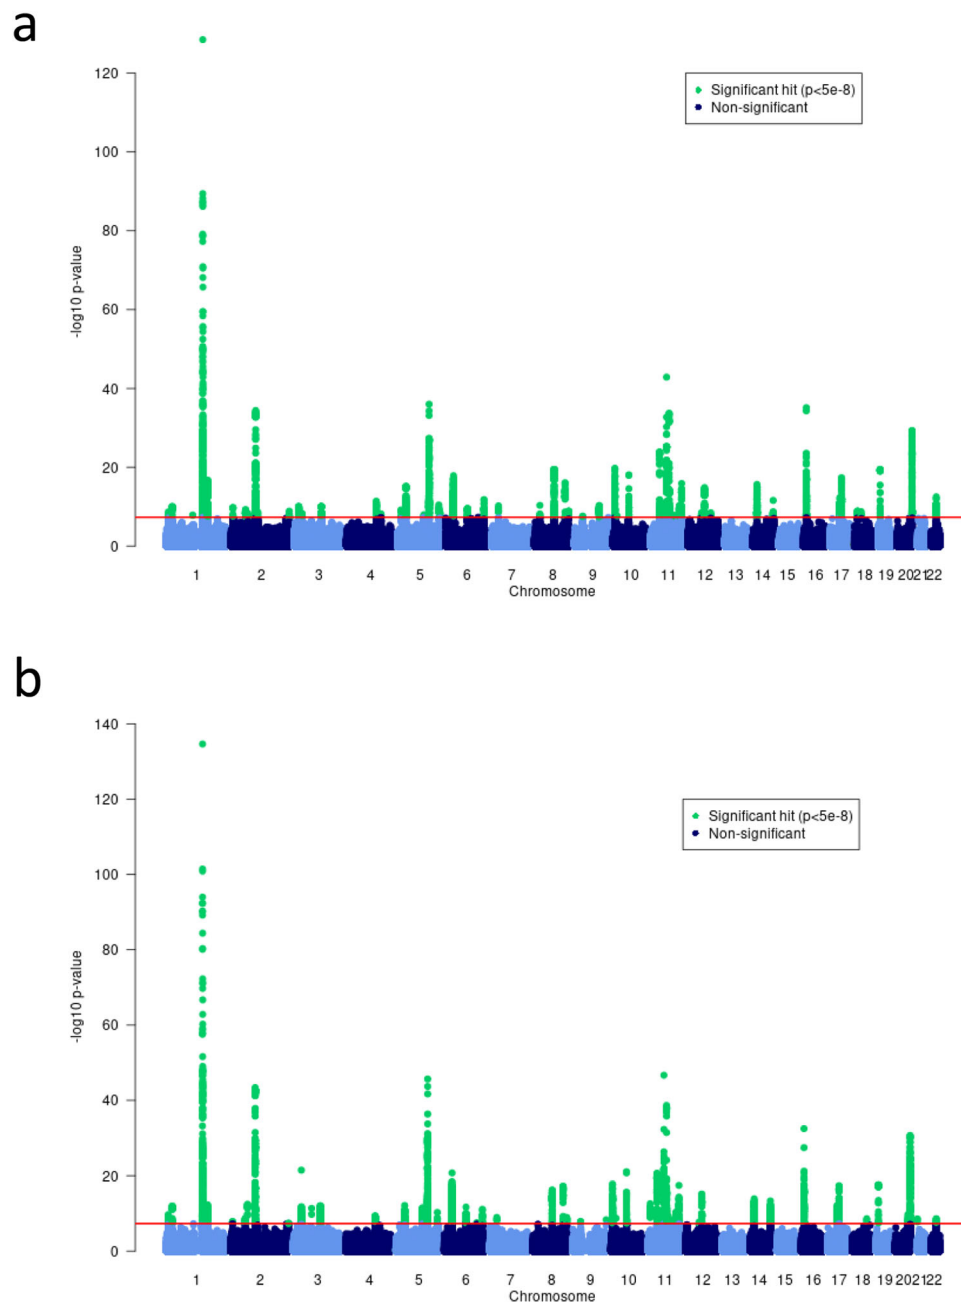 a
120
100
80
60
40
20
0
-log10 p-value
Significant hit (p<5e-8)
Non-significant
1 2 3 4 5 6 7 8 9 10 11 12 13 14 15 16 17 18 19 20 21 22
Chromosome
b
140
120
100
80
60
40
20
0
-log10 p-value
Significant hit (p<5e-8)
Non-significant
1 2 3 4 5 6 7 8 9 10 11 12 13 14 15 16 17 18 19 20 21 22
Chromosome